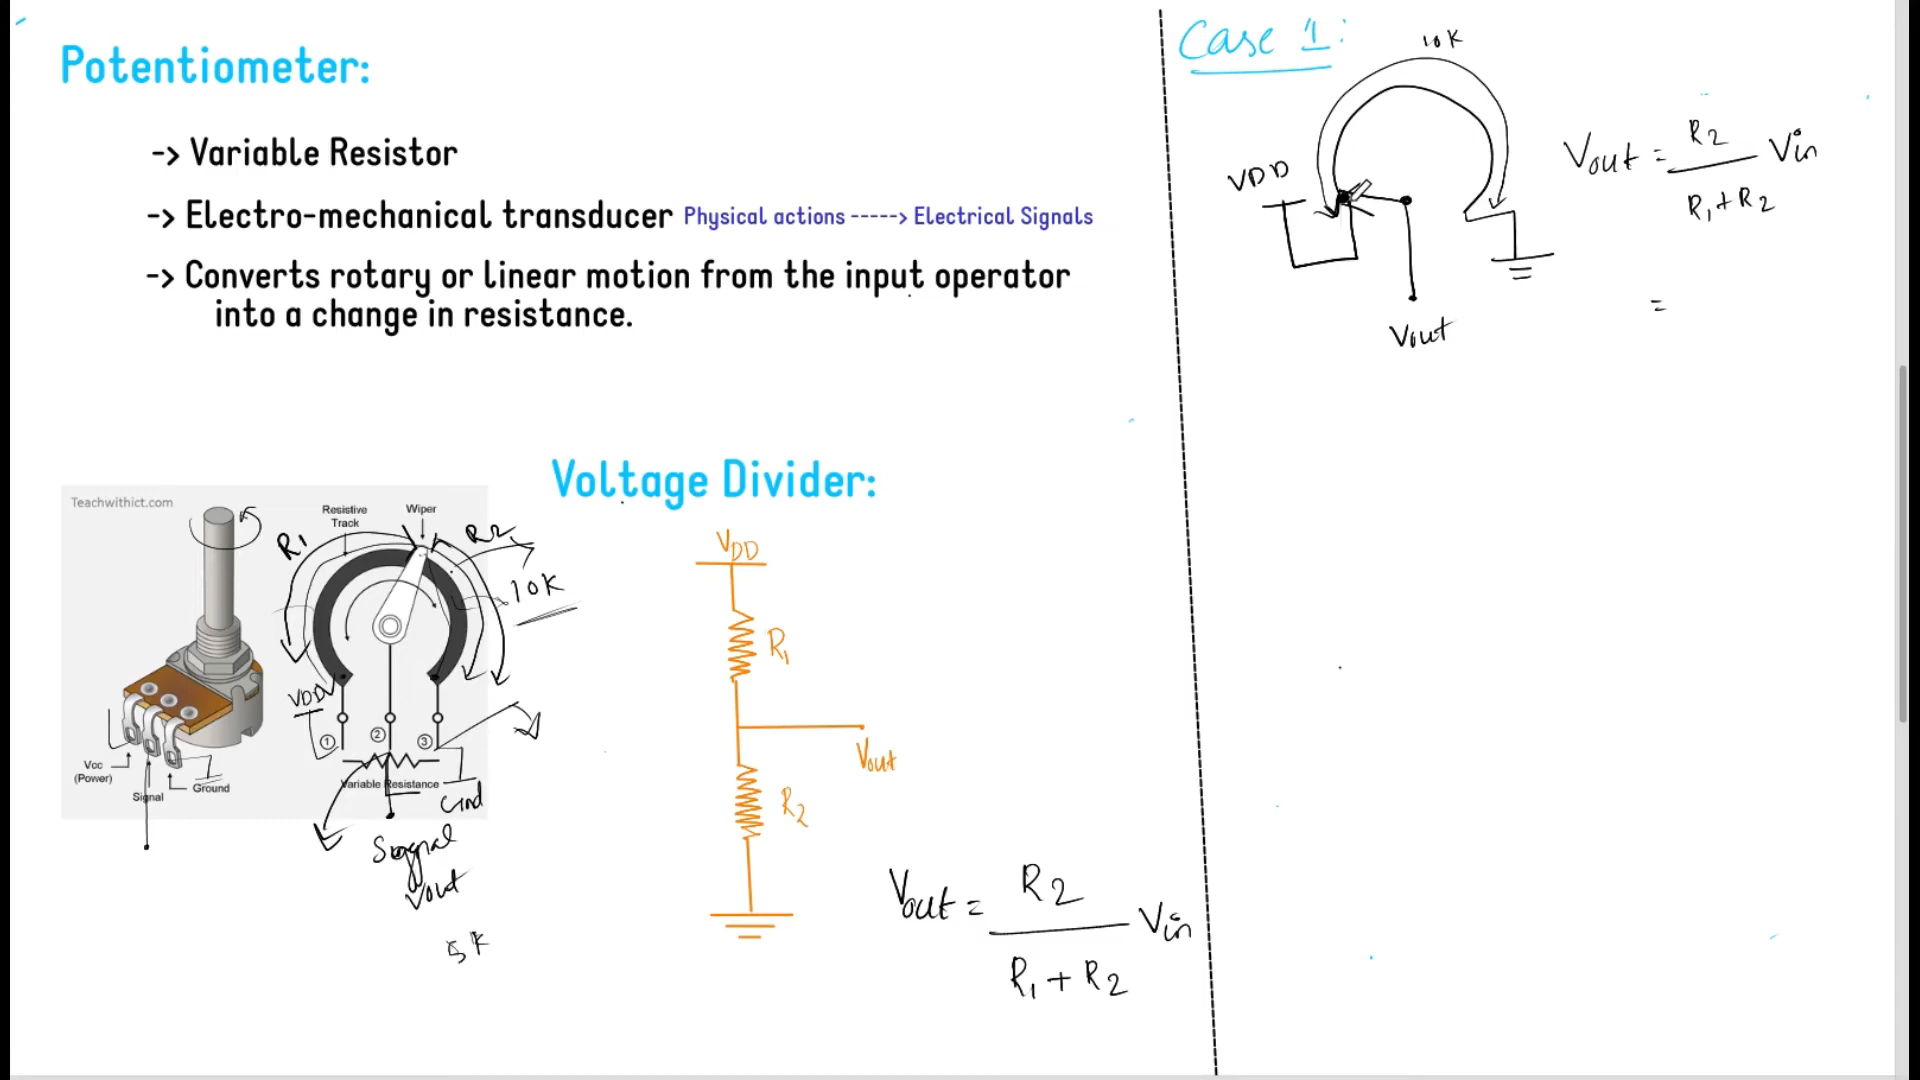 Potentiometer:
-> Variable Resistor
-> Electro-mechanical transducer Physical actions -----> Electrical Signals
-> Converts rotary or linear motion from the input operator
into a change in resistance.
Teachwithict.com
Resistive
Track
Wiper
R1
R2
10K
VDD
1
2
3
Vcc
(Power)
Signal
Ground
Variable Resistance
Gnd
Signal
Vout
5K
Voltage Divider:
VDD
R1
Vout
R2
Vout = R2
Vin
R1 + R2
Case 1:
10K
VDD
Vout
Vout = R2
Vin
R1+R2
=